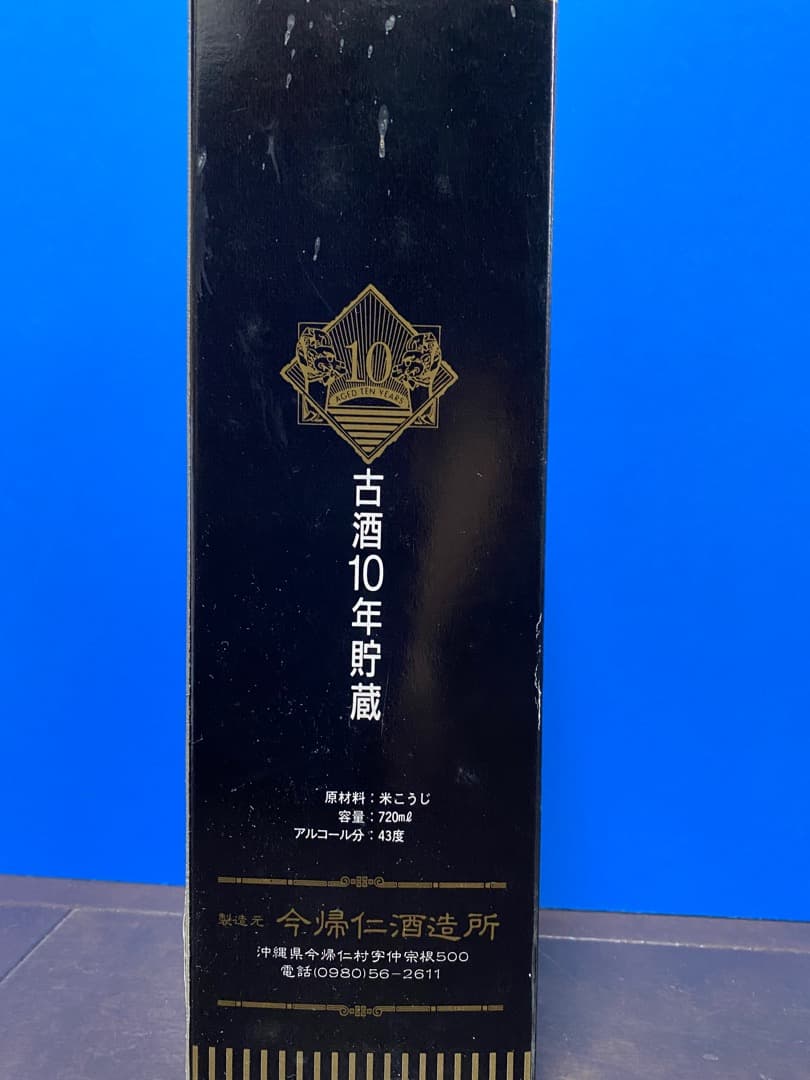 10
AGED TEN YEARS
古酒10年貯蔵
原材料：米こうじ
容量：720mℓ
アルコール分：43度
製造元 今帰仁酒造所
沖縄県今帰仁村字仲宗根500
電話(0980)56-2611